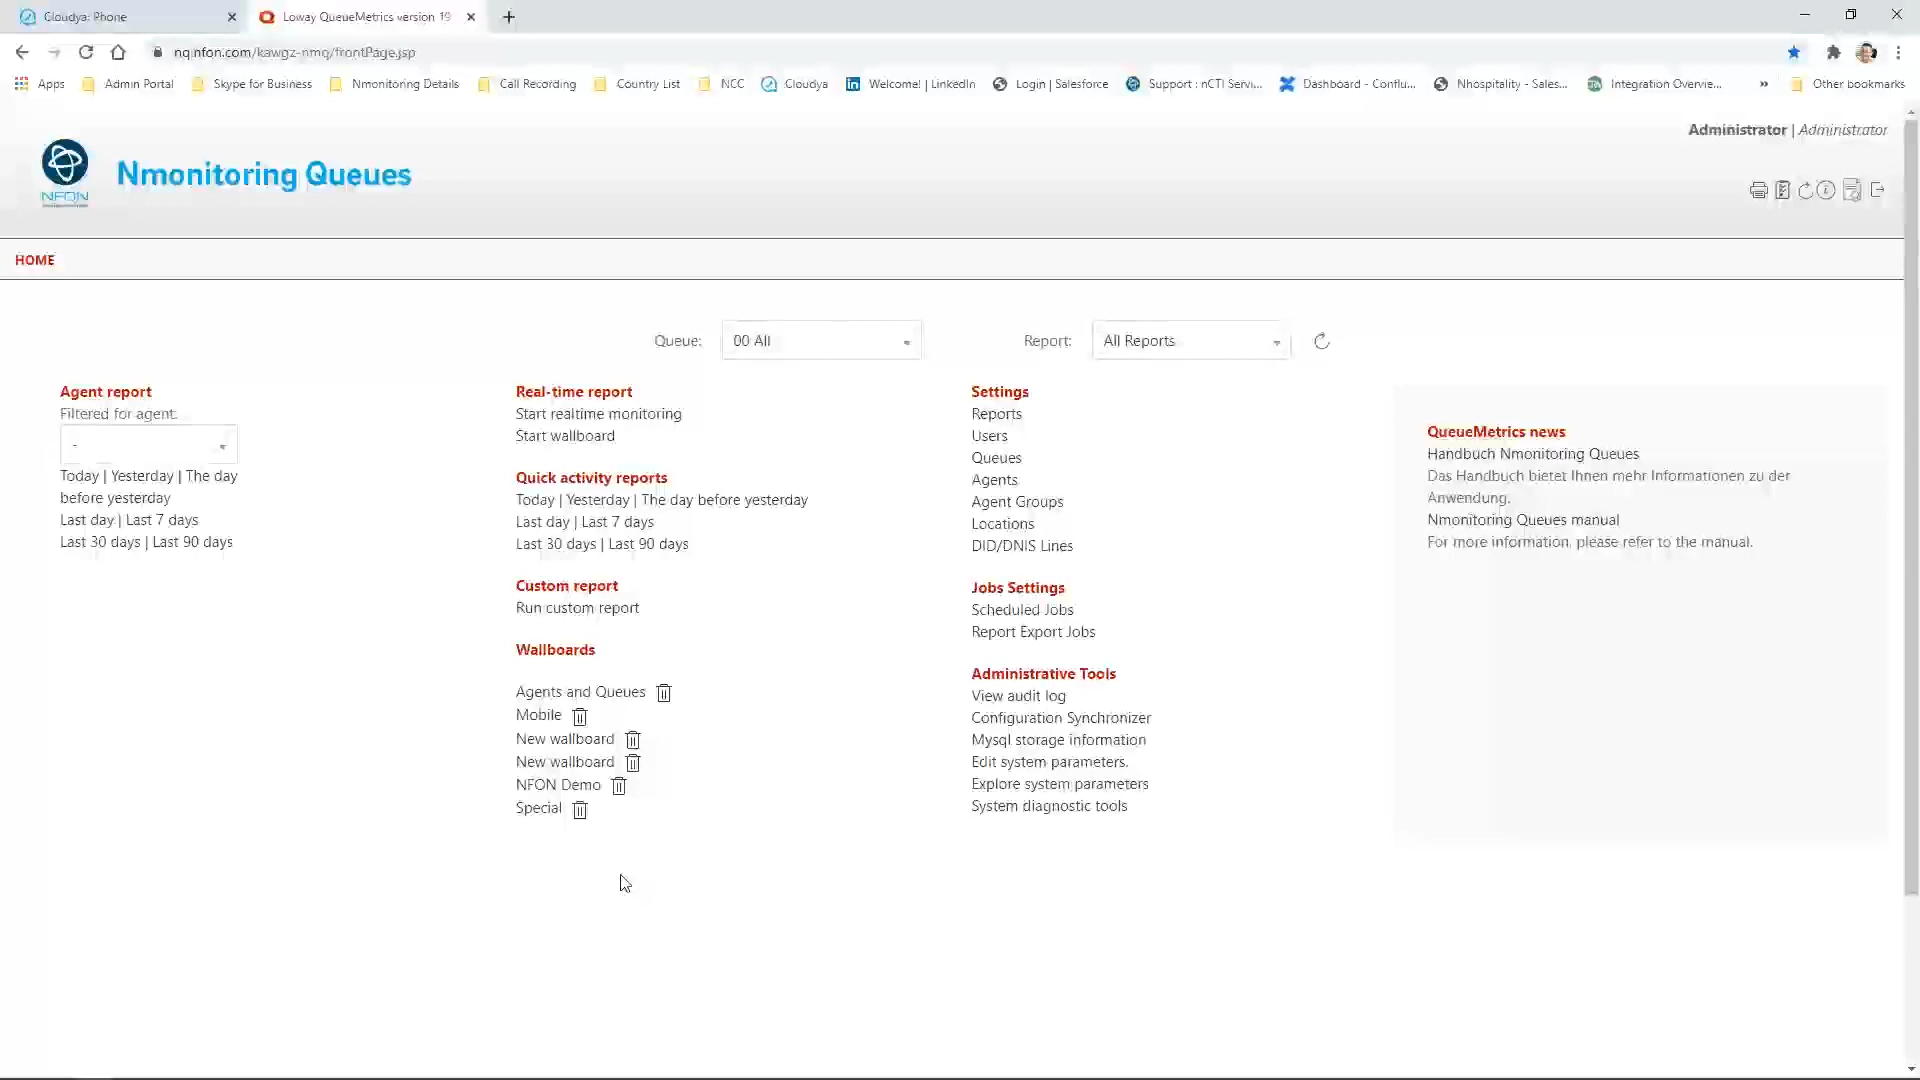 Cloudya: Phone
Loway QueueMetrics version 19
nq.nfon.com/kawgz-nmq/frontPage.jsp
Apps
Admin Portal
Skype for Business
Nmonitoring Details
Call Recording
Country List
NCC
Cloudya
Welcome! | LinkedIn
Login | Salesforce
Support : nCTI Servi...
Dashboard - Conflu...
Nhospitality - Sales...
Integration Overvie...
Other bookmarks
Administrator | Administrator
NFON
Nmonitoring Queues
HOME
Queue: 00 All
Report: All Reports
Agent report
Filtered for agent:
-
Today | Yesterday | The day
before yesterday
Last day | Last 7 days
Last 30 days | Last 90 days
Real-time report
Start realtime monitoring
Start wallboard
Quick activity reports
Today | Yesterday | The day before yesterday
Last day | Last 7 days
Last 30 days | Last 90 days
Custom report
Run custom report
Wallboards
Agents and Queues
Mobile
New wallboard
New wallboard
NFON Demo
Special
Settings
Reports
Users
Queues
Agents
Agent Groups
Locations
DID/DNIS Lines
Jobs Settings
Scheduled Jobs
Report Export Jobs
Administrative Tools
View audit log
Configuration Synchronizer
Mysql storage information
Edit system parameters.
Explore system parameters
System diagnostic tools
QueueMetrics news
Handbuch Nmonitoring Queues
Das Handbuch bietet Ihnen mehr Informationen zu der
Anwendung.
Nmonitoring Queues manual
For more information, please refer to the manual.